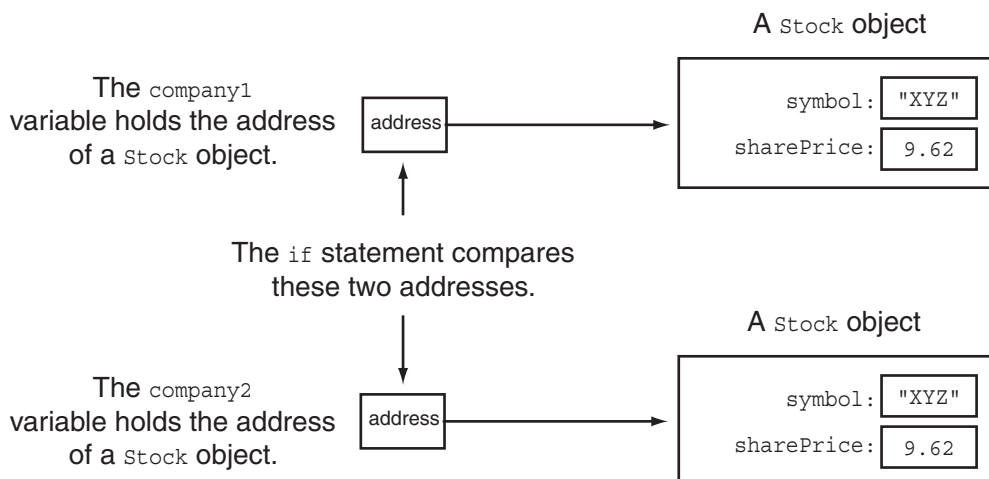 A Stock object
The company1
variable holds the address
of a Stock object.
address
symbol: "XYZ"
sharePrice: 9.62
The if statement compares
these two addresses.
A Stock object
The company2
variable holds the address
of a Stock object.
address
symbol: "XYZ"
sharePrice: 9.62